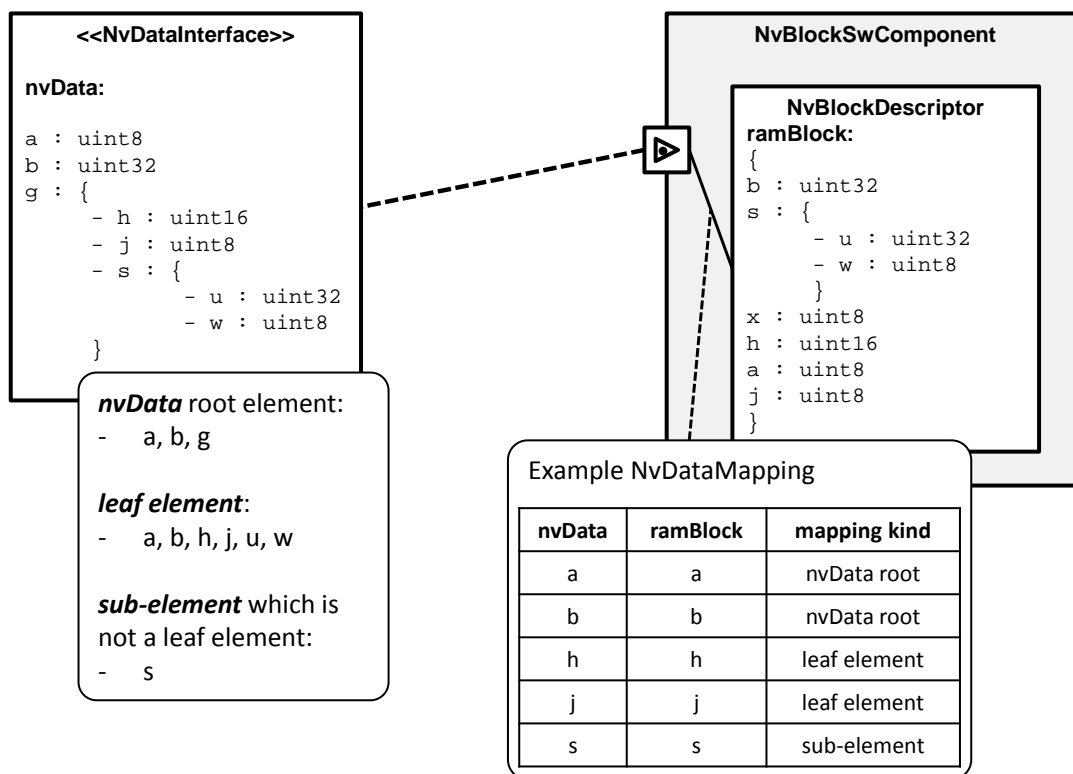 <<NvDataInterface>>
nvData:
a : uint8
b : uint32
g : {
- h : uint16
- j : uint8
- s : {
- u : uint32
- w : uint8
}
nvData root element:
- a, b, g
leaf element:
- a, b, h, j, u, w
sub-element which is
not a leaf element:
- s
NvBlockSwComponent
NvBlockDescriptor
ramBlock:
{
b : uint32
s : {
- u : uint32
- w : uint8
}
x : uint8
h : uint16
a : uint8
j : uint8
}
Example NvDataMapping
nvData ramBlock mapping kind
a a nvData root
b b nvData root
h h leaf element
j j leaf element
s s sub-element